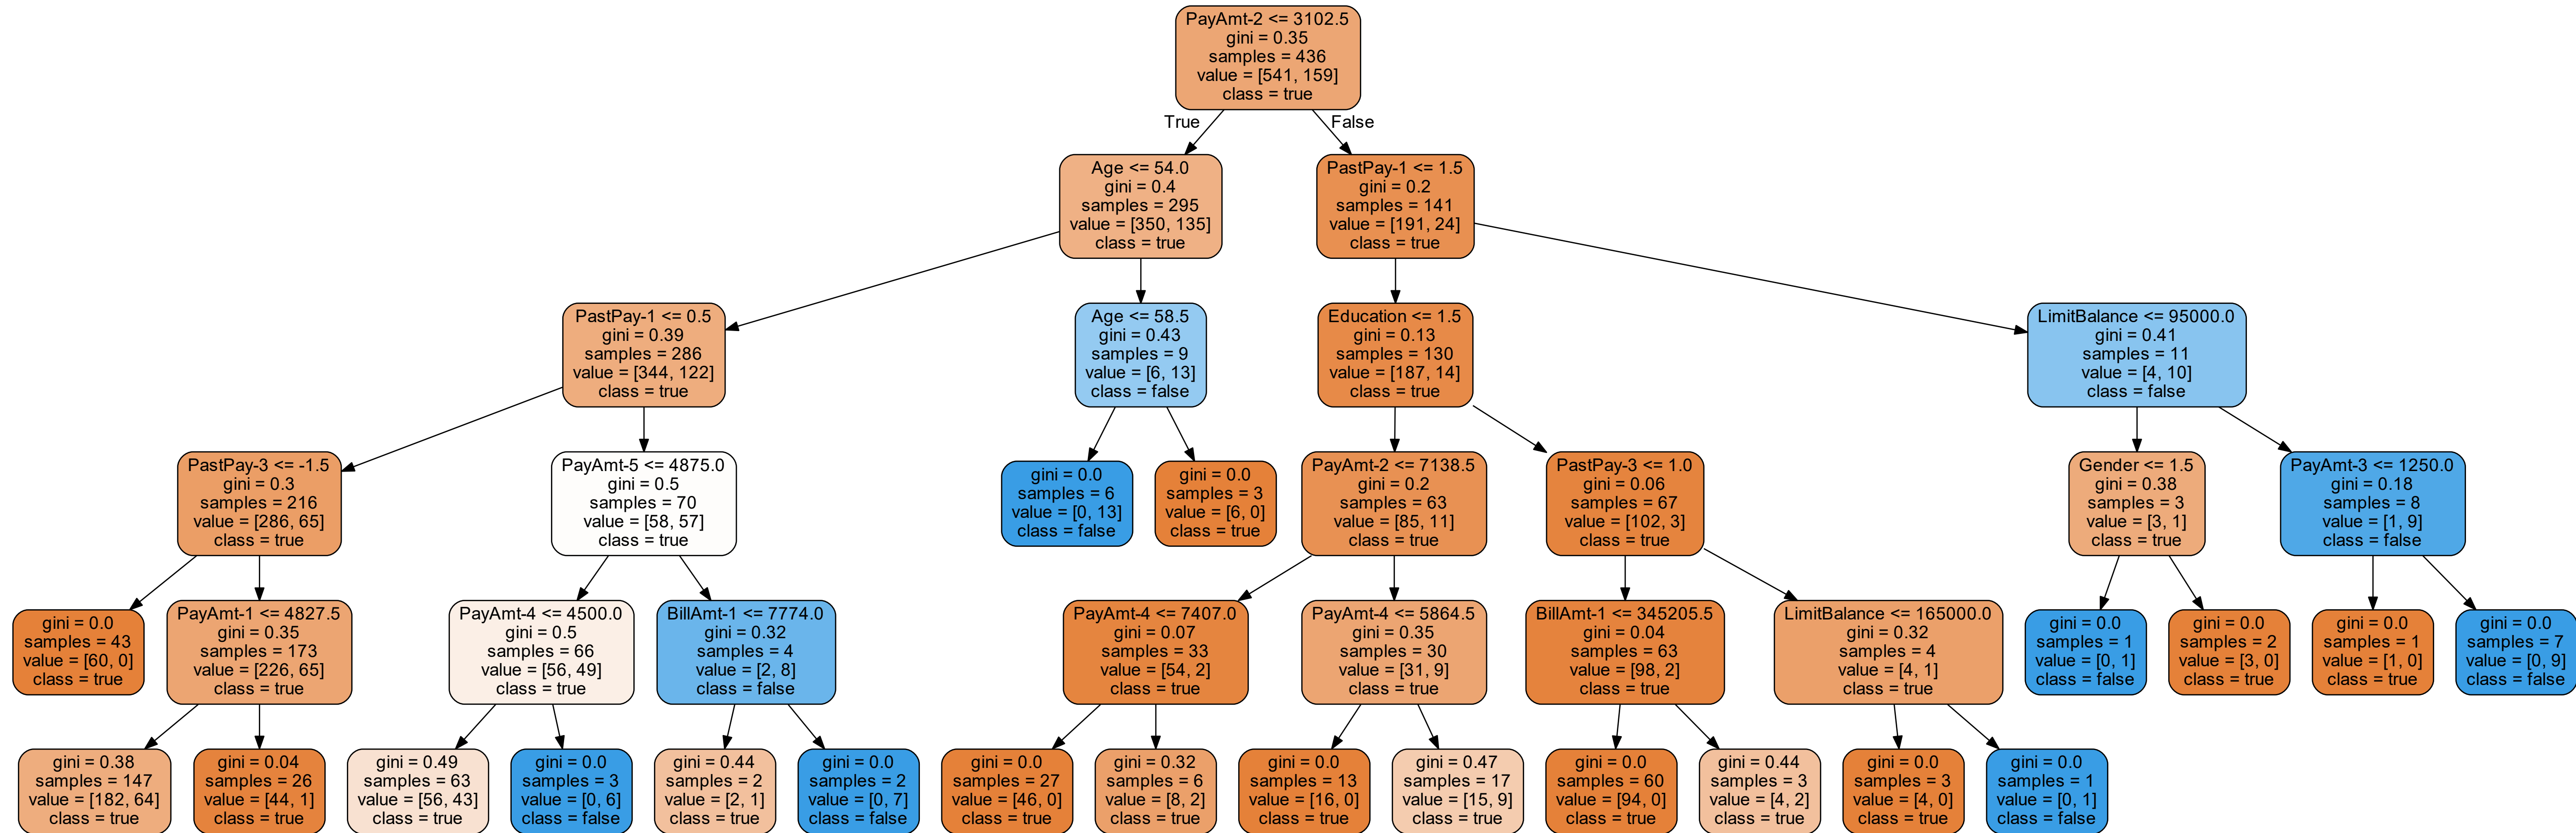 PayAmt-2 <= 3102.5
gini = 0.35
samples = 436
value = [541, 159]
class = true
True
False
Age <= 54.0
gini = 0.4
samples = 295
value = [350, 135]
class = true
PastPay-1 <= 1.5
gini = 0.2
samples = 141
value = [191, 24]
class = true
PastPay-1 <= 0.5
gini = 0.39
samples = 286
value = [344, 122]
class = true
Age <= 58.5
gini = 0.43
samples = 9
value = [6, 13]
class = false
Education <= 1.5
gini = 0.13
samples = 130
value = [187, 14]
class = true
LimitBalance <= 95000.0
gini = 0.41
samples = 11
value = [4, 10]
class = false
PastPay-3 <= -1.5
gini = 0.3
samples = 216
value = [286, 65]
class = true
PayAmt-5 <= 4875.0
gini = 0.5
samples = 70
value = [58, 57]
class = true
gini = 0.0
samples = 6
value = [0, 13]
class = false
gini = 0.0
samples = 3
value = [6, 0]
class = true
PayAmt-2 <= 7138.5
gini = 0.2
samples = 63
value = [85, 11]
class = true
PastPay-3 <= 1.0
gini = 0.06
samples = 67
value = [102, 3]
class = true
Gender <= 1.5
gini = 0.38
samples = 3
value = [3, 1]
class = true
PayAmt-3 <= 1250.0
gini = 0.18
samples = 8
value = [1, 9]
class = false
gini = 0.0
samples = 43
value = [60, 0]
class = true
PayAmt-1 <= 4827.5
gini = 0.35
samples = 173
value = [226, 65]
class = true
PayAmt-4 <= 4500.0
gini = 0.5
samples = 66
value = [56, 49]
class = true
BillAmt-1 <= 7774.0
gini = 0.32
samples = 4
value = [2, 8]
class = false
PayAmt-4 <= 7407.0
gini = 0.07
samples = 33
value = [54, 2]
class = true
PayAmt-4 <= 5864.5
gini = 0.35
samples = 30
value = [31, 9]
class = true
BillAmt-1 <= 345205.5
gini = 0.04
samples = 63
value = [98, 2]
class = true
LimitBalance <= 165000.0
gini = 0.32
samples = 4
value = [4, 1]
class = true
gini = 0.0
samples = 1
value = [0, 1]
class = false
gini = 0.0
samples = 2
value = [3, 0]
class = true
gini = 0.0
samples = 1
value = [1, 0]
class = true
gini = 0.0
samples = 7
value = [0, 9]
class = false
gini = 0.38
samples = 147
value = [182, 64]
class = true
gini = 0.04
samples = 26
value = [44, 1]
class = true
gini = 0.49
samples = 63
value = [56, 43]
class = true
gini = 0.0
samples = 3
value = [0, 6]
class = false
gini = 0.44
samples = 2
value = [2, 1]
class = true
gini = 0.0
samples = 2
value = [0, 7]
class = false
gini = 0.0
samples = 27
value = [46, 0]
class = true
gini = 0.32
samples = 6
value = [8, 2]
class = true
gini = 0.0
samples = 13
value = [16, 0]
class = true
gini = 0.47
samples = 17
value = [15, 9]
class = true
gini = 0.0
samples = 60
value = [94, 0]
class = true
gini = 0.44
samples = 3
value = [4, 2]
class = true
gini = 0.0
samples = 3
value = [4, 0]
class = true
gini = 0.0
samples = 1
value = [0, 1]
class = false